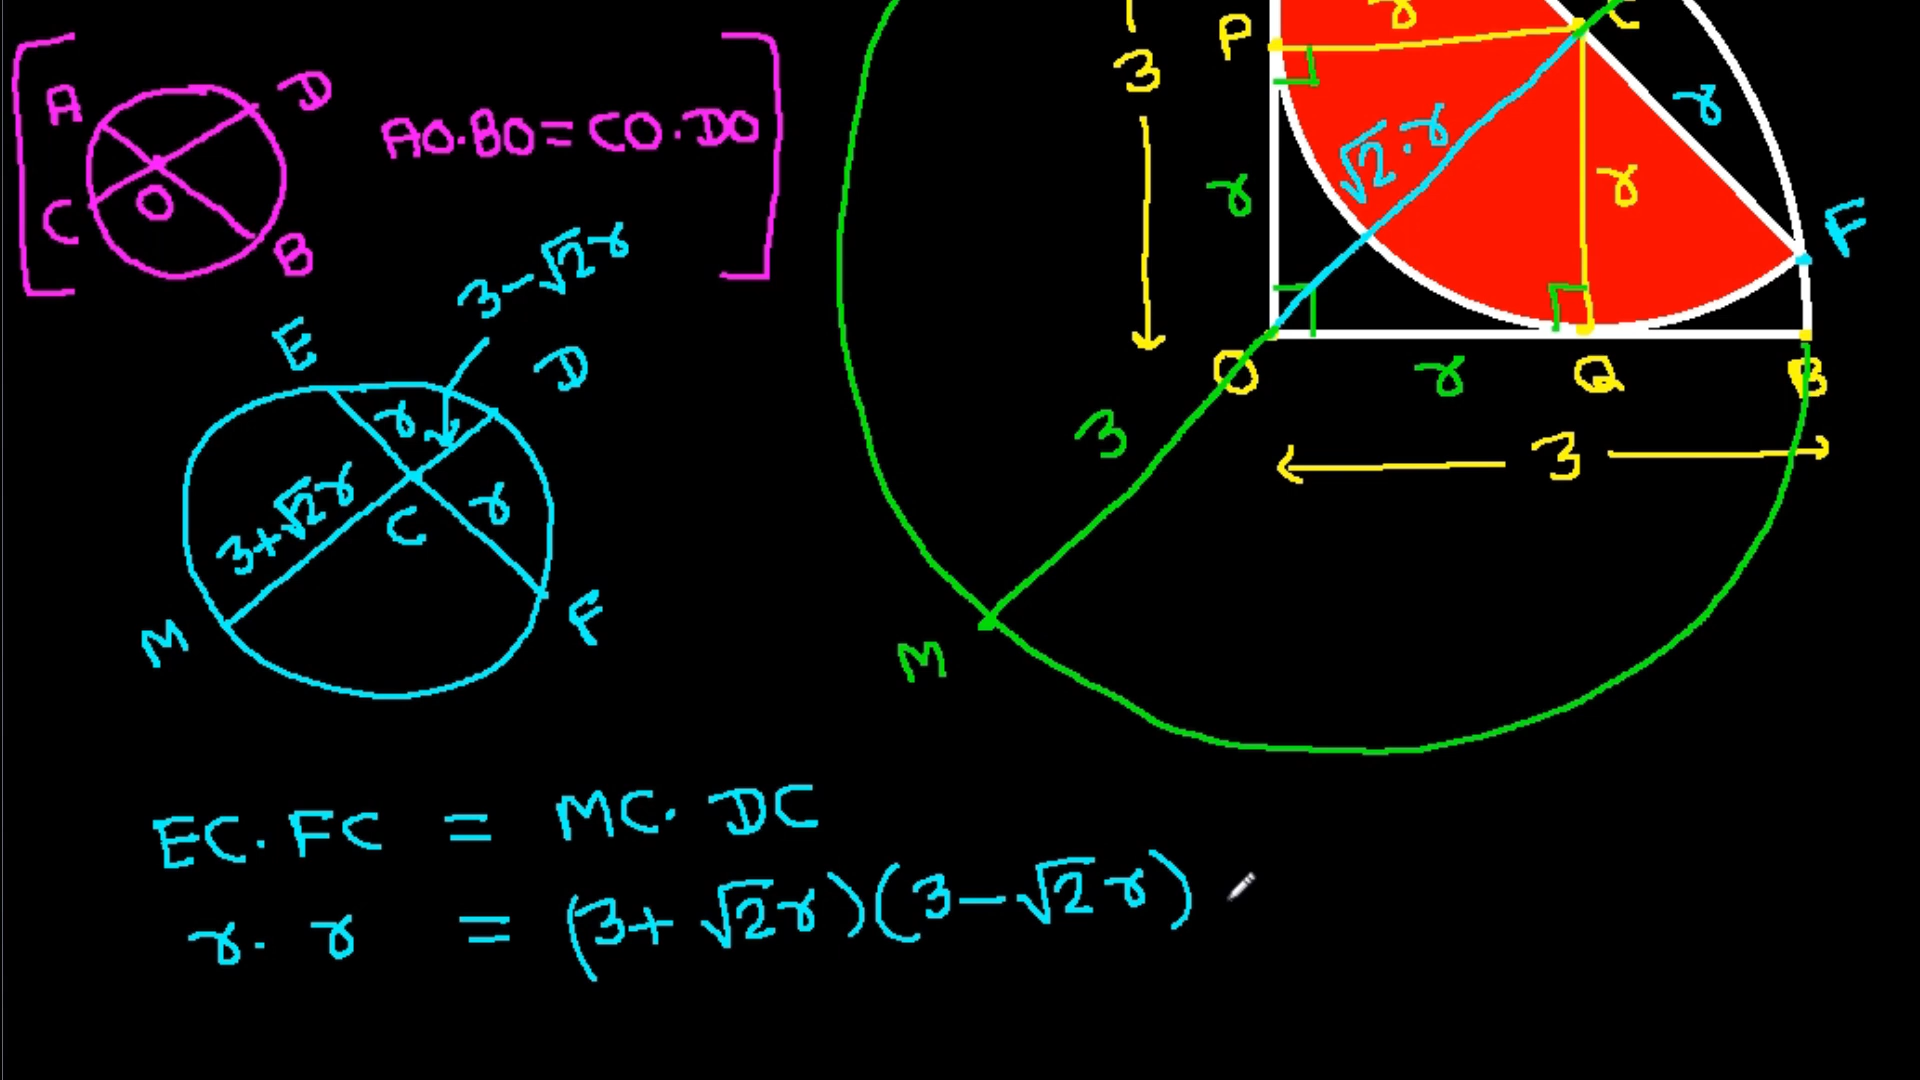 A
D
AO.BO=CO.DO
C
O
B
3-√2r
E
D
r
3+√2r
C
r
M
F
EC.FC = MC.DC
r.r = (3+√2r)(3-√2r)
P
r
C
3
r
√2.r
r
r
F
O
r
Q
B
3
3
M